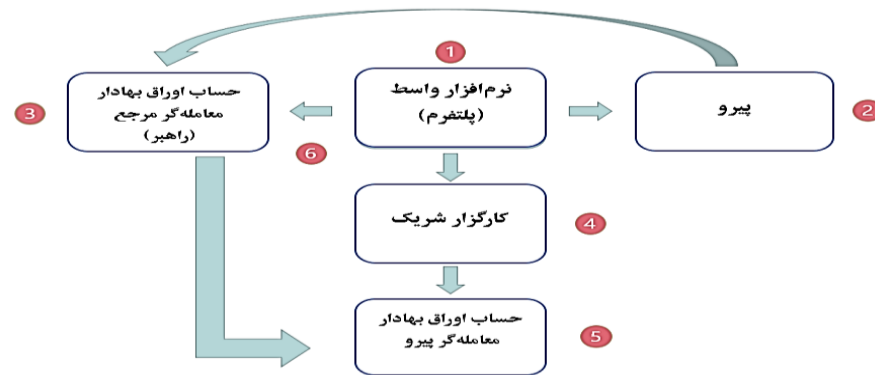 1
نرم‌افزار واسط
(پلتفرم)
2
پیرو
3
حساب اوراق بهادار
معامله‌گر مرجع
(راهبر)
6
4
کارگزار شریک
5
حساب اوراق بهادار
معامله‌گر پیرو